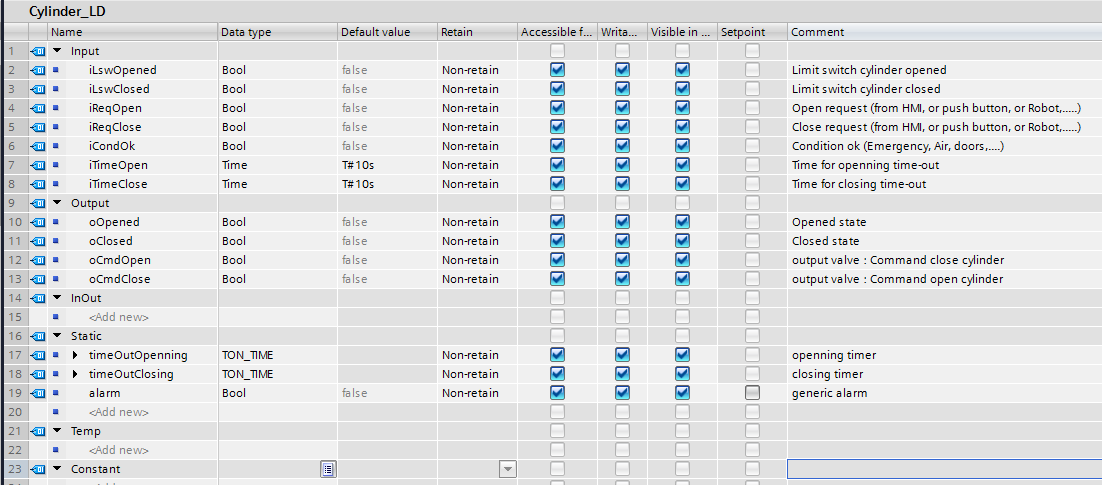 Cylinder_LD
Name Data type Default value Retain Accessible f... Writa... Visible in ... Setpoint Comment
1 Input
2 iLswOpened Bool false Non-retain Limit switch cylinder opened
3 iLswClosed Bool false Non-retain Limit switch cylinder closed
4 iReqOpen Bool false Non-retain Open request (from HMI, or push button, or Robot,.....)
5 iReqClose Bool false Non-retain Close request (from HMI, or push button, or Robot,.....)
6 iCondOk Bool false Non-retain Condition ok (Emergency, Air, doors,....)
7 iTimeOpen Time T#10s Non-retain Time for openning time-out
8 iTimeClose Time T#10s Non-retain Time for closing time-out
9 Output
10 oOpened Bool false Non-retain Opened state
11 oClosed Bool false Non-retain Closed state
12 oCmdOpen Bool false Non-retain output valve : Command close cylinder
13 oCmdClose Bool false Non-retain output valve : Command open cylinder
14 InOut
15 <Add new>
16 Static
17 timeOutOpenning TON_TIME Non-retain openning timer
18 timeOutClosing TON_TIME Non-retain closing timer
19 alarm Bool false Non-retain generic alarm
20 <Add new>
21 Temp
22 <Add new>
23 Constant